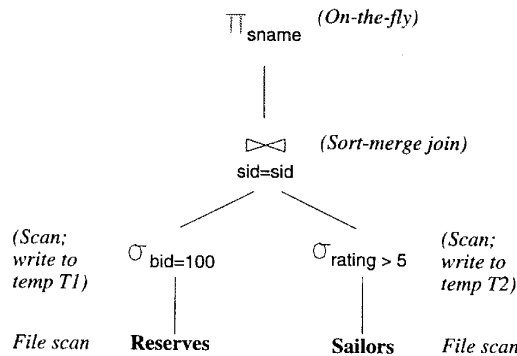 π sname (On-the-fly)
⋈ (Sort-merge join)
sid=sid
(Scan; write to temp T1)
σ bid=100
σ rating > 5
(Scan; write to temp T2)
File scan Reserves Sailors File scan